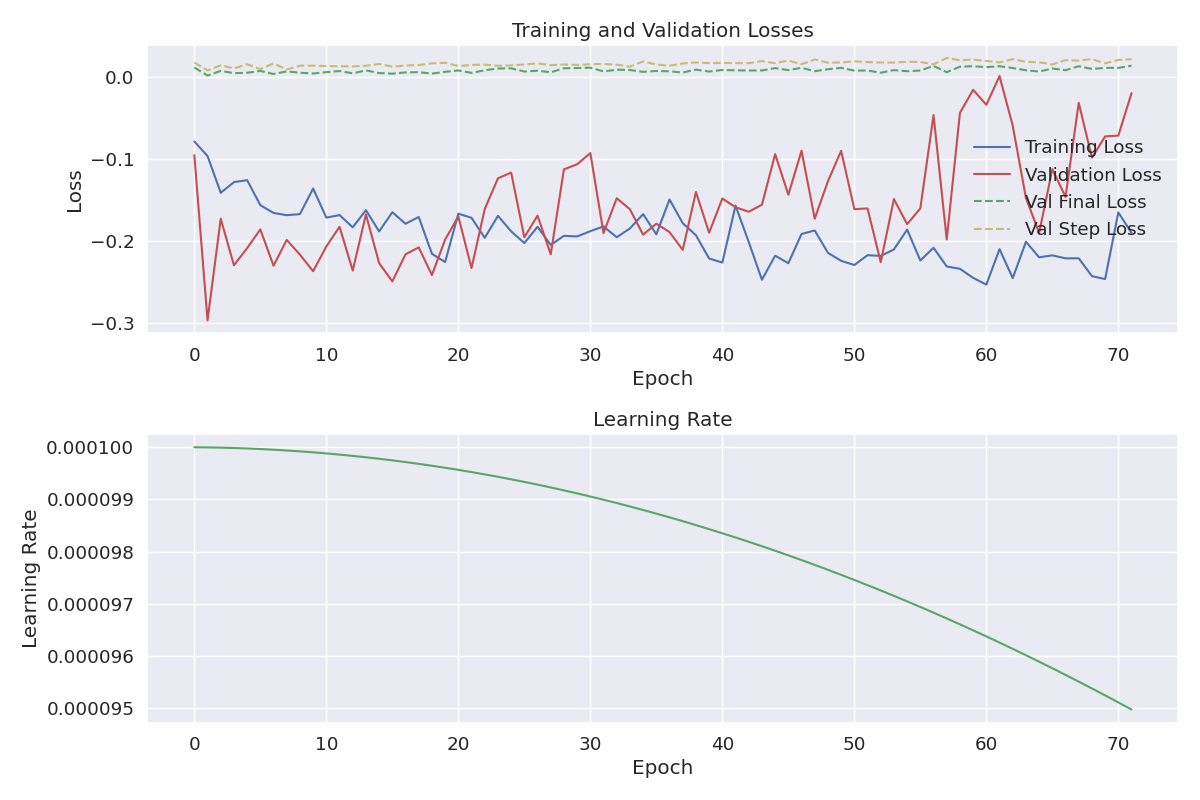 Training and Validation Losses
0.0
−0.1
−0.2
−0.3
Loss
Training Loss
Validation Loss
Val Final Loss
Val Step Loss
0 10 20 30 40 50 60 70
Epoch
Learning Rate
0.000100
0.000099
0.000098
0.000097
0.000096
0.000095
Learning Rate
0 10 20 30 40 50 60 70
Epoch